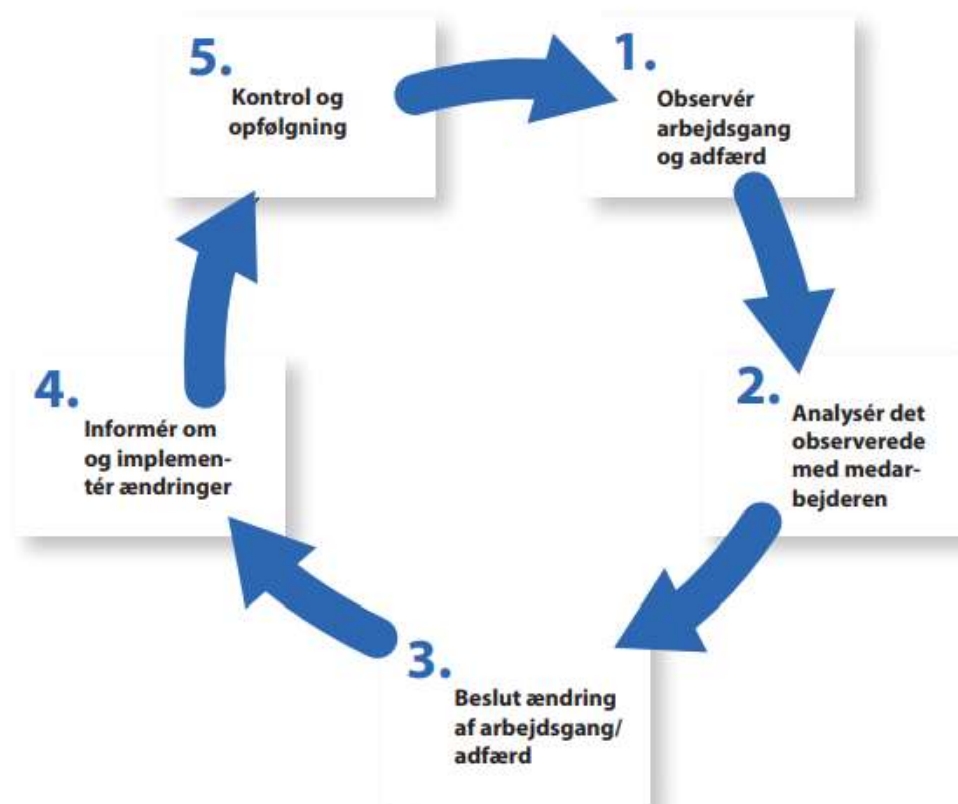 1.
Observér
arbejdsgang
og adfærd
2.
Analysér det
observerede
med medar-
bejderen
3.
Beslut ændring
af arbejdsgang/
adfærd
4.
Informér om
og implemen-
tér ændringer
5.
Kontrol og
opfølgning